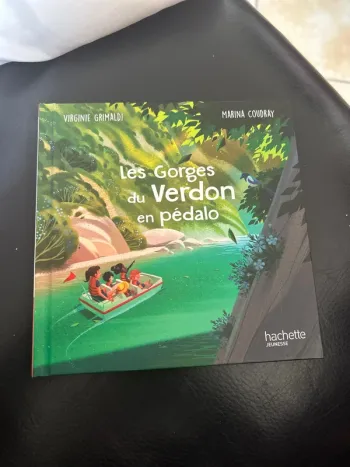 VIRGINIE GRIMALDI
MARINA COUDRAY
Les Gorges
du Verdon
en pédalo
hachette
JEUNESSE